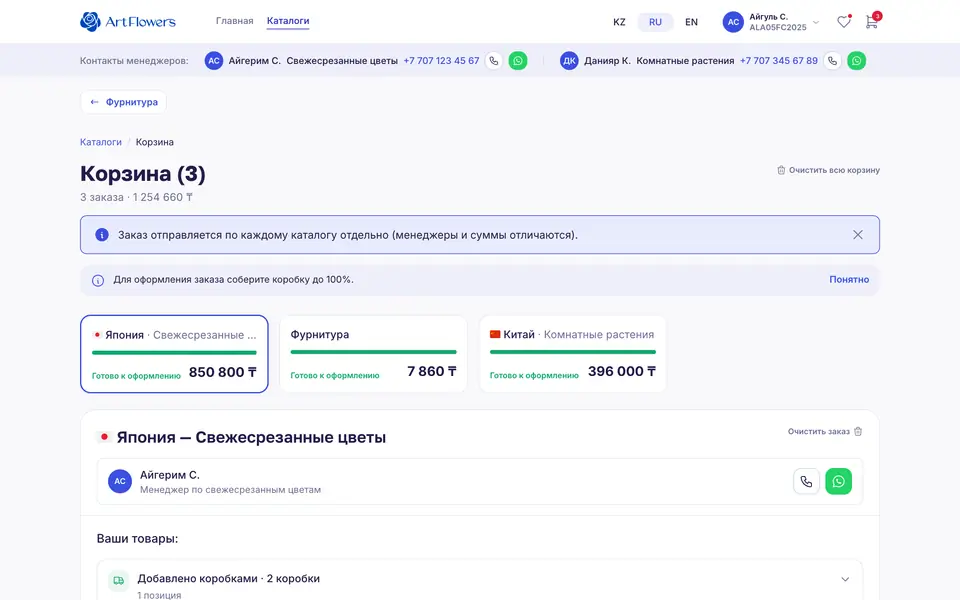 ArtFlowers
Главная
Каталоги
KZ
RU
EN
АС
Айгуль С.
ALA05FC2025
3
Контакты менеджеров:
АС Айгерим С. Свежесрезанные цветы +7 707 123 45 67
ДК Данияр К. Комнатные растения +7 707 345 67 89
← Фурнитура
Каталоги / Корзина
Корзина (3)
Очистить всю корзину
3 заказа · 1 254 660 ₸
Заказ отправляется по каждому каталогу отдельно (менеджеры и суммы отличаются).
Для оформления заказа соберите коробку до 100%.
Понятно
Япония · Свежесрезанные ...
Готово к оформлению 850 800 ₸
Фурнитура
Готово к оформлению 7 860 ₸
Китай · Комнатные растения
Готово к оформлению 396 000 ₸
Япония — Свежесрезанные цветы
Очистить заказ
АС
Айгерим С.
Менеджер по свежесрезанным цветам
Ваши товары:
Добавлено коробками · 2 коробки
1 позиция